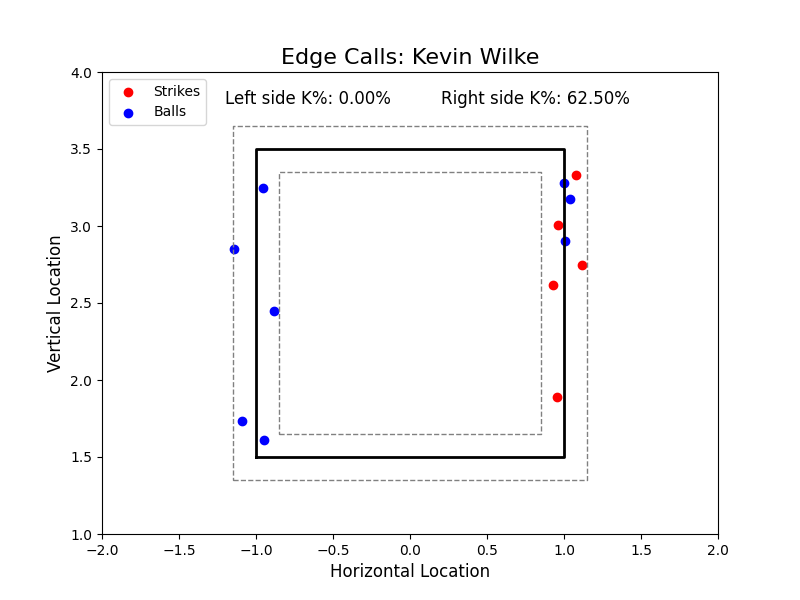 Edge Calls: Kevin Wilke
Strikes
Balls
Left side K%: 0.00%
Right side K%: 62.50%
4.0
3.5
3.0
2.5
2.0
1.5
1.0
Vertical Location
−2.0 −1.5 −1.0 −0.5 0.0 0.5 1.0 1.5 2.0
Horizontal Location